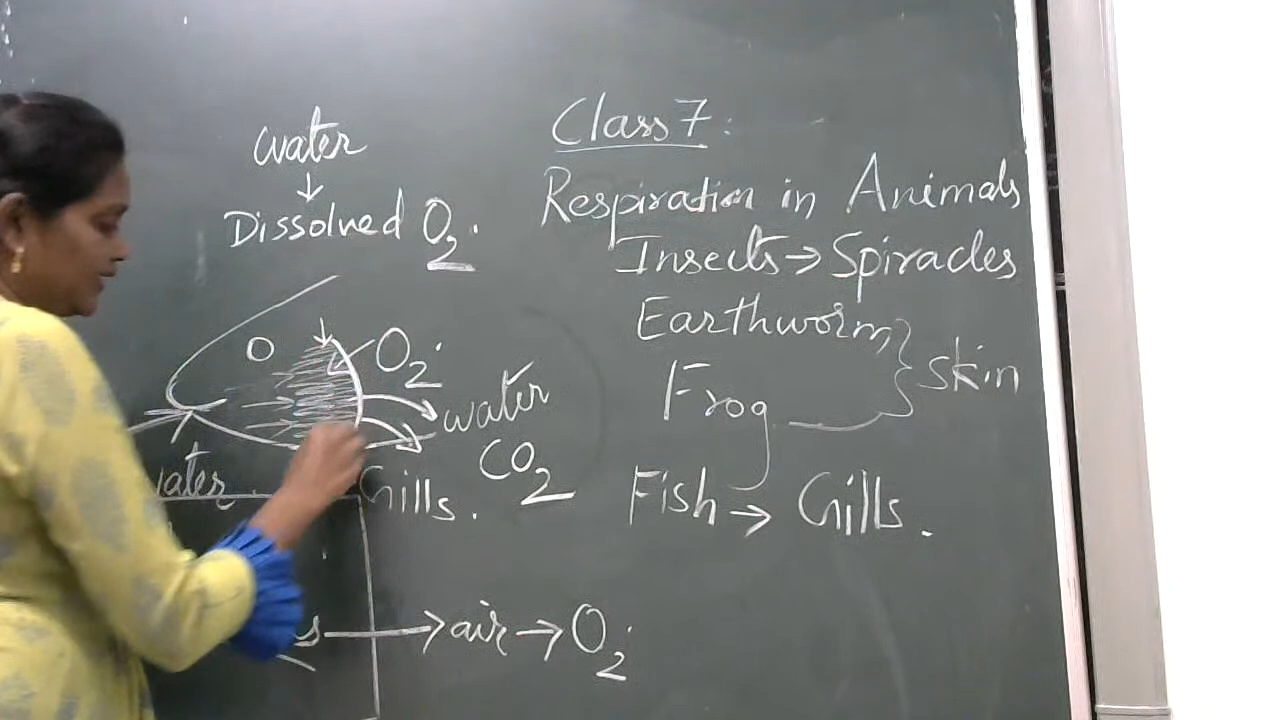 Class 7:
Respiration in Animals
Insects → Spiracles
Earthworm
Frog
skin
Fish → Gills.
water
↓
Dissolved O2.
O2.
water
CO2
Gills.
→ air → O2